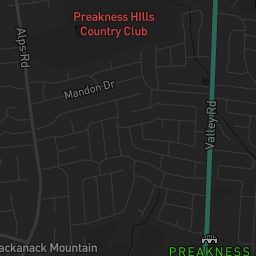 Preakness HIlls
Country Club
Alps Rd
Mandon Dr
Valley Rd
ackanack Mountain
PREAKNESS